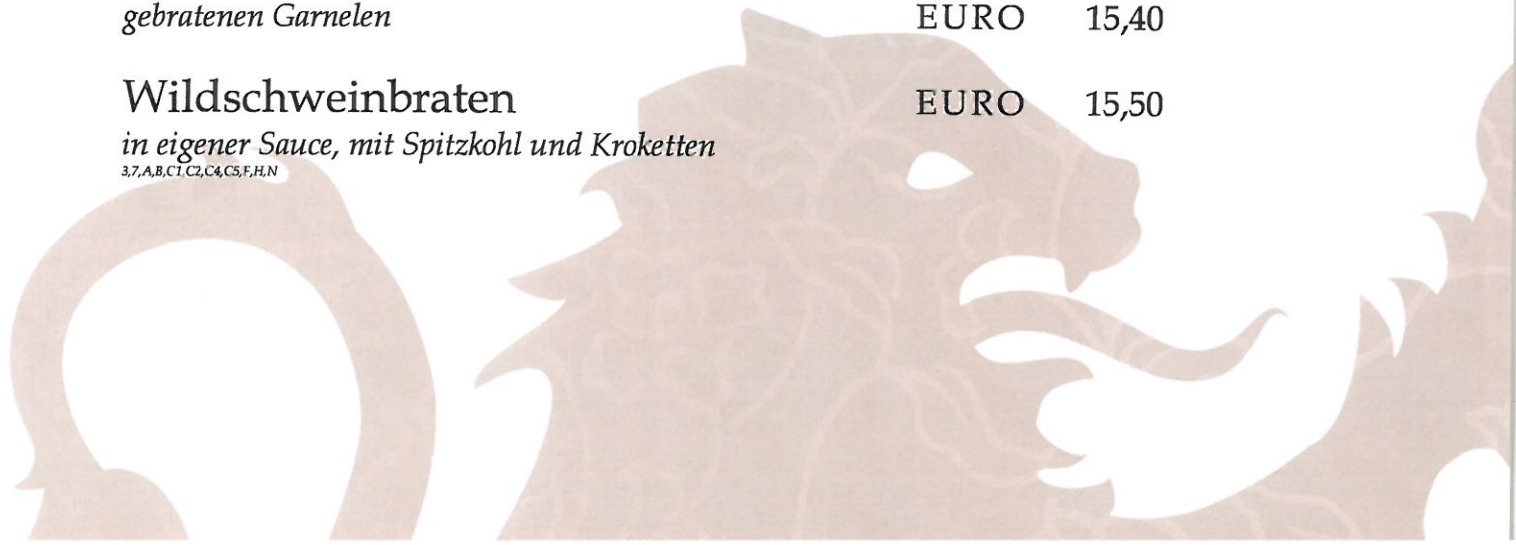 gebratenen Garnelen EURO 15,40
Wildschweinbraten EURO 15,50
in eigener Sauce, mit Spitzkohl und Kroketten
3,7,A,B,C1,C2,C4,C5,F,H,N